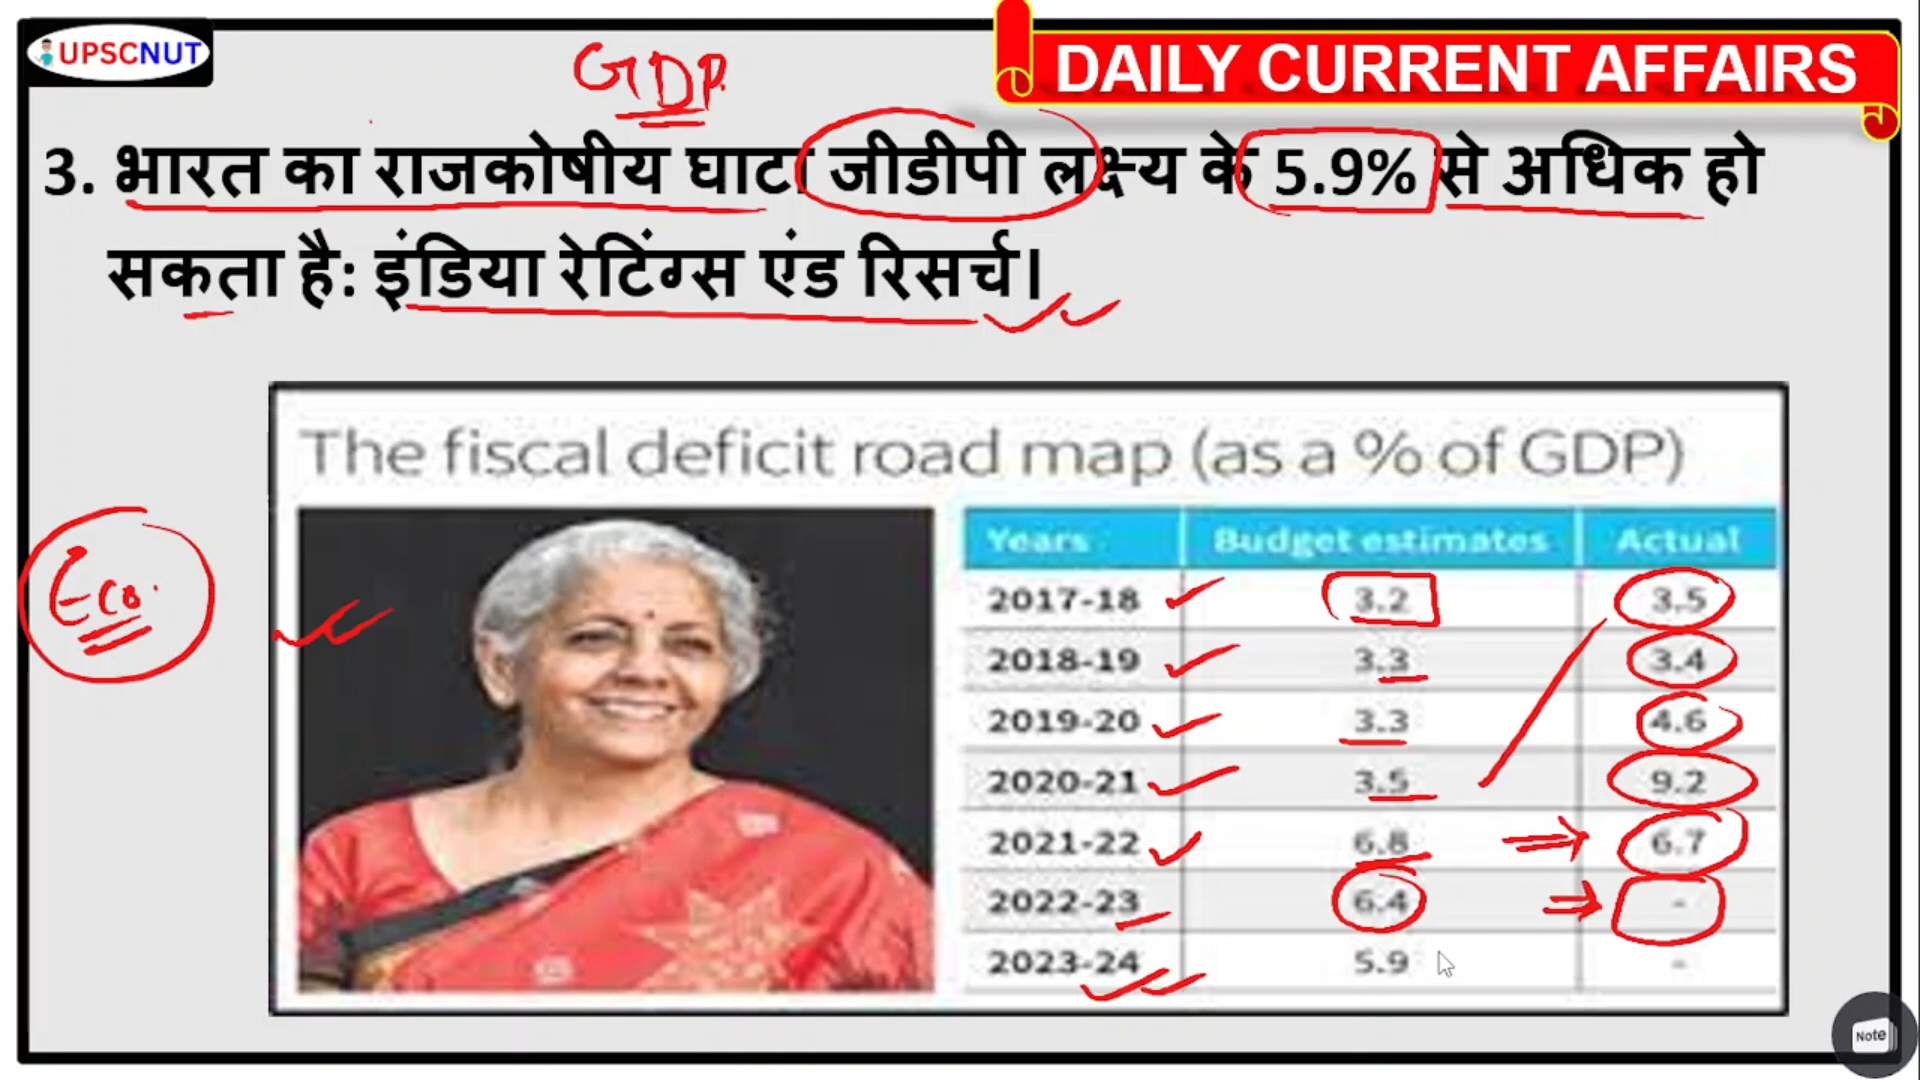 UPSCNUT
GDP.
DAILY CURRENT AFFAIRS
3. भारत का राजकोषीय घाटा जीडीपी लक्ष्य के 5.9% से अधिक हो
सकता है: इंडिया रेटिंग्स एंड रिसर्च।
The fiscal deficit road map (as a % of GDP)
Eco.
Years Budget estimates Actual
2017-18 3.2 3.5
2018-19 3.3 3.4
2019-20 3.3 4.6
2020-21 3.5 9.2
2021-22 6.8 6.7
2022-23 6.4 -
2023-24 5.9 -
Note